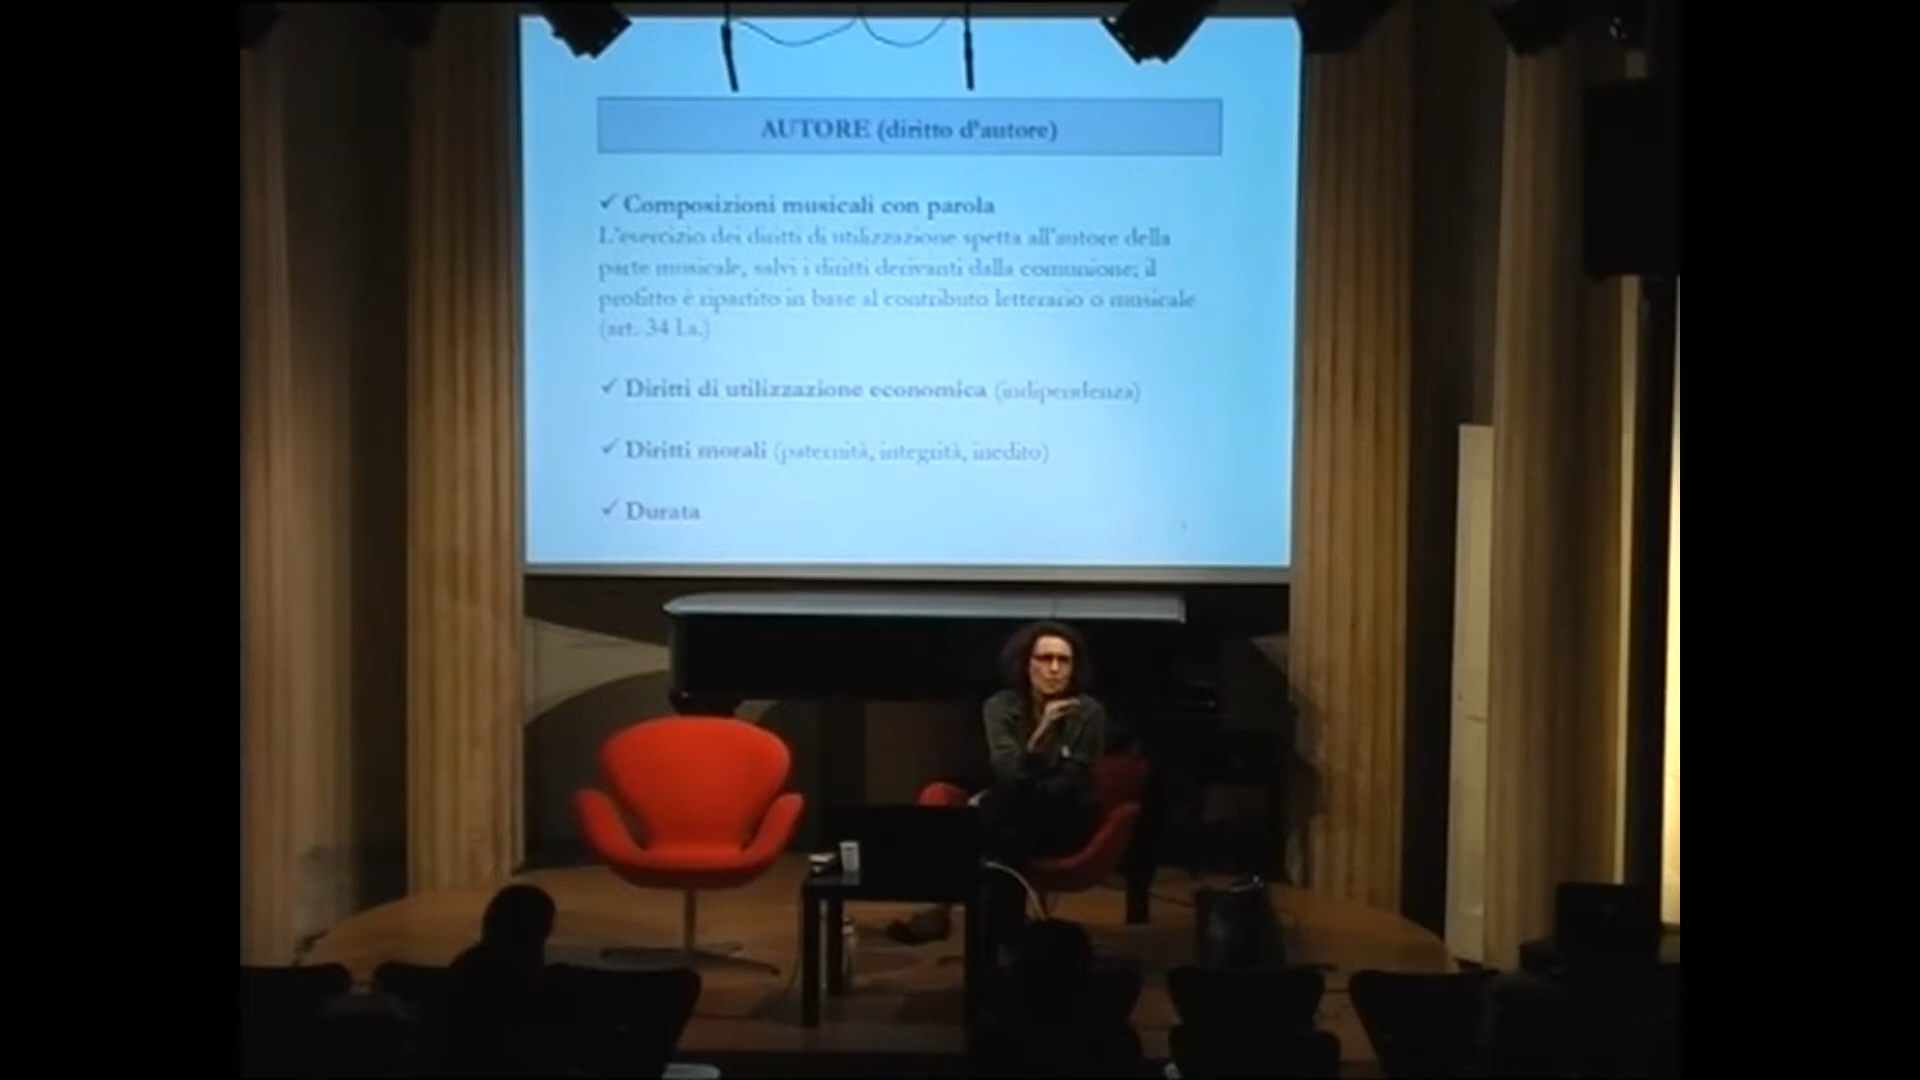 AUTORE (diritto d'autore)
✓ Composizioni musicali con parola
L'esercizio dei diritti di utilizzazione spetta all'autore della
parte musicale, salvi i diritti derivanti dalla comunione; il
profitto è ripartito in base al contributo letterario o musicale
(art. 34 l.a.)
✓ Diritti di utilizzazione economica (indipendenza)
✓ Diritti morali (paternità, integrità, inedito)
✓ Durata